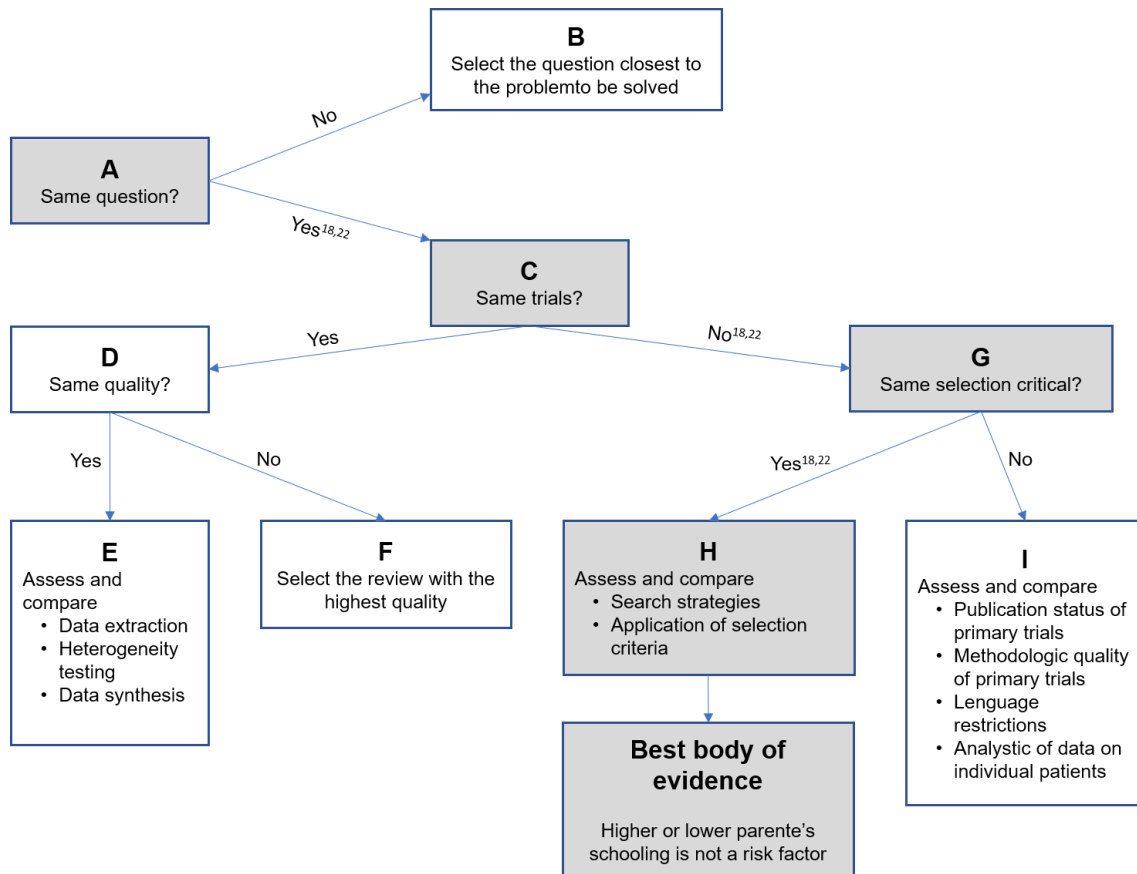 B
Select the question closest to
the problemto be solved
No
A
Same question?
Yes18,22
C
Same trials?
Yes
No18,22
D
Same quality?
G
Same selection critical?
Yes
No
Yes18,22
No
E
Assess and
compare
• Data extraction
• Heterogeneity
testing
• Data synthesis
F
Select the review with the
highest quality
H
Assess and compare
• Search strategies
• Application of selection
criteria
I
Assess and compare
• Publication status of
primary trials
• Methodologic quality
of primary trials
• Lenguage
restrictions
• Analystic of data on
individual patients
Best body of
evidence
Higher or lower parente’s
schooling is not a risk factor